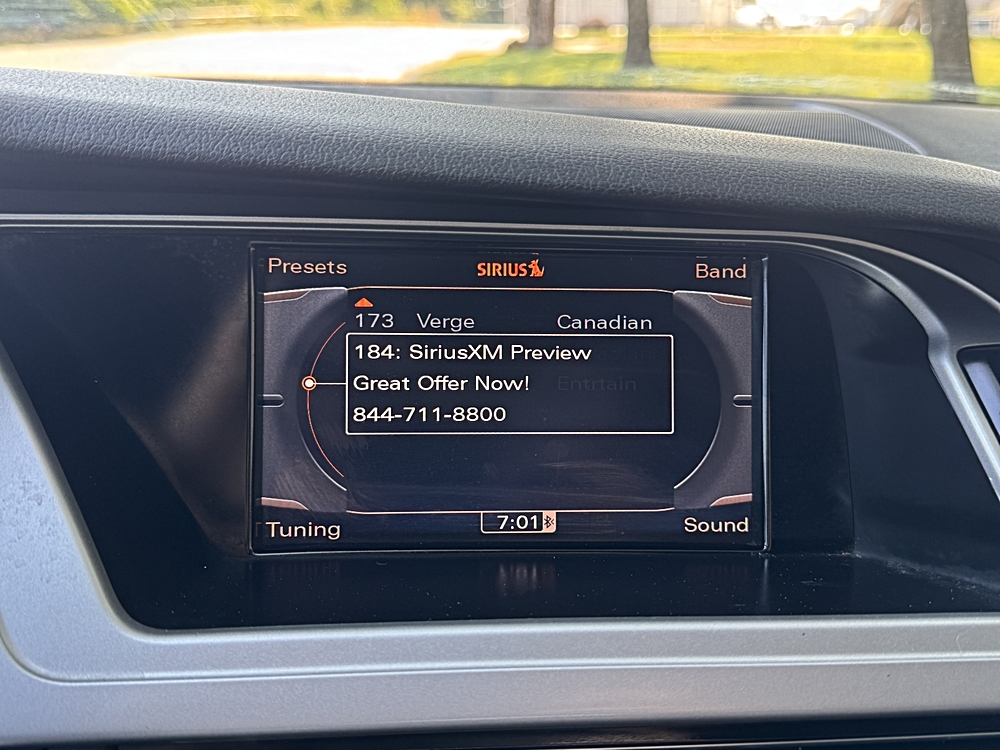 Presets SIRIUS Band
173 Verge Canadian
184: SiriusXM Preview
Great Offer Now! Entrtain
844-711-8800
Tuning 7:01 Sound